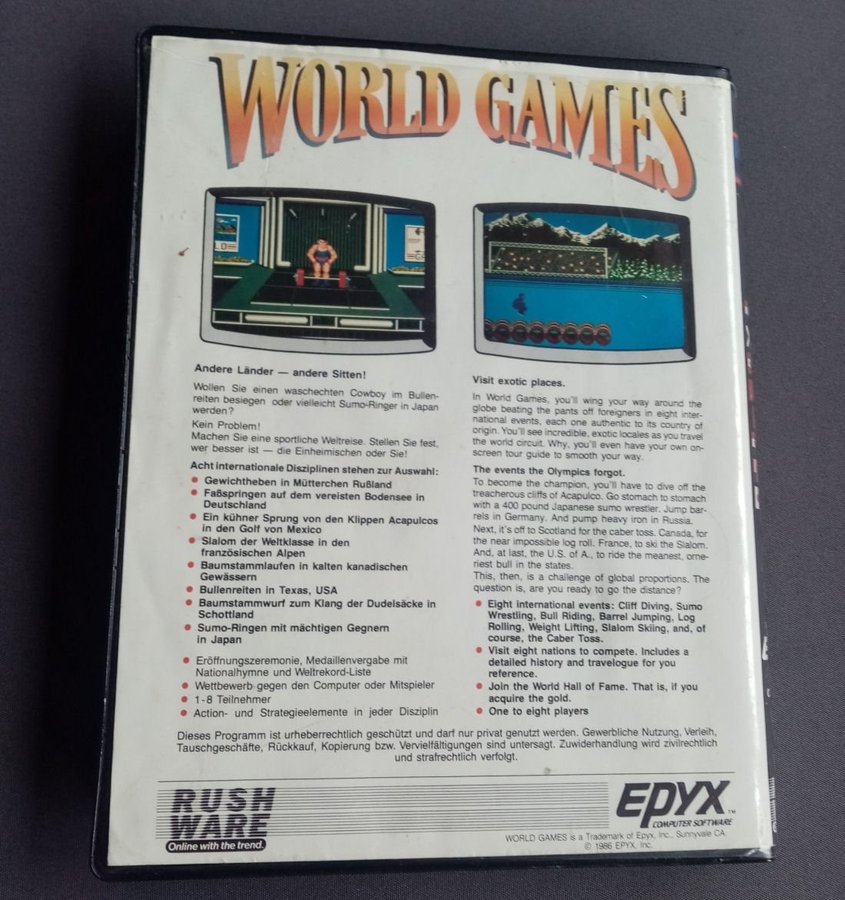 WORLD GAMES
Andere Länder — andere Sitten!
Wollen Sie einen waschechten Cowboy im Bullen-
reiten besiegen oder vielleicht Sumo-Ringer in Japan
werden?
Kein Problem!
Machen Sie eine sportliche Weltreise. Stellen Sie fest,
wer besser ist — die Einheimischen oder Sie!
Acht internationale Disziplinen stehen zur Auswahl:
• Gewichtheben in Mütterchen Rußland
• Faßspringen auf dem vereisten Bodensee in
Deutschland
• Ein kühner Sprung von den Klippen Acapulcos
in den Golf von Mexico
• Slalom der Weltklasse in den
französischen Alpen
• Baumstammlaufen in kalten kanadischen
Gewässern
• Bullenreiten in Texas, USA
• Baumstammwurf zum Klang der Dudelsäcke in
Schottland
• Sumo-Ringen mit mächtigen Gegnern
in Japan
• Eröffnungszeremonie, Medaillenvergabe mit
Nationalhymne und Weltrekord-Liste
• Wettbewerb gegen den Computer oder Mitspieler
• 1-8 Teilnehmer
• Action- und Strategieelemente in jeder Disziplin
Visit exotic places.
In World Games, you'll wing your way around the
globe beating the pants off foreigners in eight inter-
national events, each one authentic to its country of
origin. You'll see incredible, exotic locales as you travel
the world circuit. Why, you'll even have your own on-
screen tour guide to smooth your way.
The events the Olympics forgot.
To become the champion, you'll have to dive off the
treacherous cliffs of Acapulco. Go stomach to stomach
with a 400 pound Japanese sumo wrestler. Jump bar-
rels in Germany. And pump heavy iron in Russia.
Next, it's off to Scotland for the caber toss. Canada, for
the near impossible log roll. France, to ski the Slalom.
And, at last, the U.S. of A., to ride the meanest, orne-
riest bull in the states.
This, then, is a challenge of global proportions. The
question is, are you ready to go the distance?
• Eight international events: Cliff Diving, Sumo
Wrestling, Bull Riding, Barrel Jumping, Log
Rolling, Weight Lifting, Slalom Skiing, and, of
course, the Caber Toss.
• Visit eight nations to compete. Includes a
detailed history and travelogue for you
reference.
• Join the World Hall of Fame. That is, if you
acquire the gold.
• One to eight players
Dieses Programm ist urheberrechtlich geschützt und darf nur privat genutzt werden. Gewerbliche Nutzung, Verleih,
Tauschgeschäfte, Rückkauf, Kopierung bzw. Vervielfältigungen sind untersagt. Zuwiderhandlung wird zivilrechtlich
und strafrechtlich verfolgt.
RUSH
WARE
Online with the trend.
EPYX™
COMPUTER SOFTWARE
WORLD GAMES is a Trademark of Epyx, Inc., Sunnyvale CA.
© 1986 EPYX, Inc.